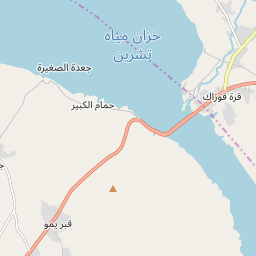 خزان مياه
تشرين
جعدة الصغيرة
حمام الكبير
قرة قوزاك
قبر يمو